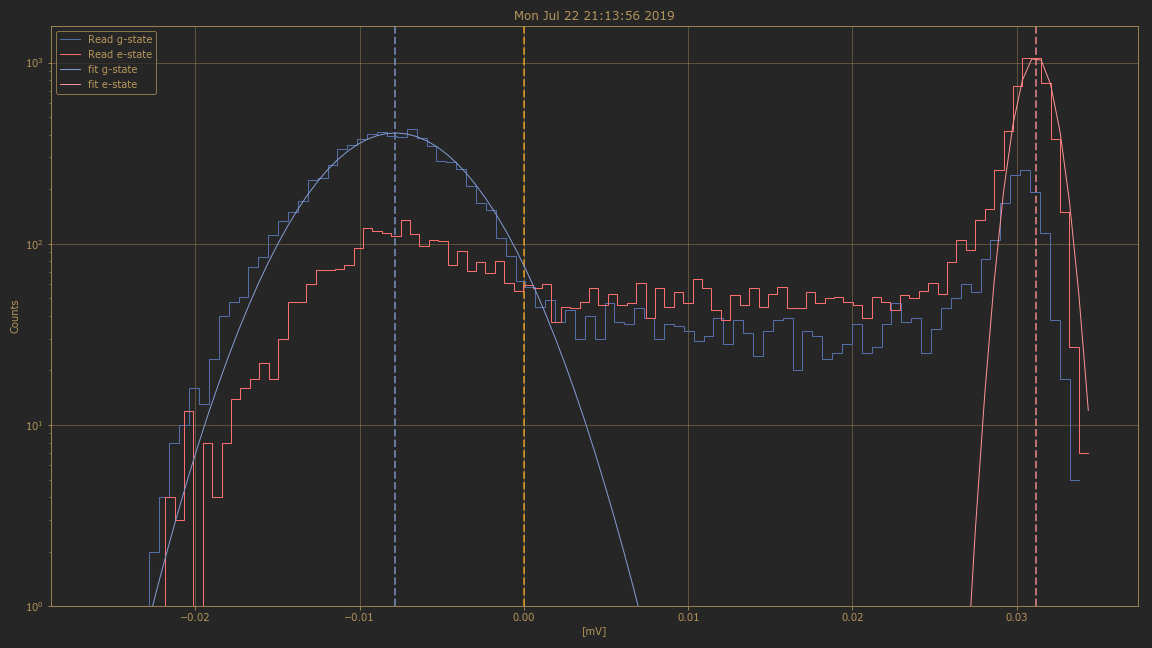 Mon Jul 22 21:13:56 2019
Read g-state
Read e-state
fit g-state
fit e-state
Counts
10³
10²
10¹
10⁰
−0.02
−0.01
0.00
0.01
0.02
0.03
[mV]